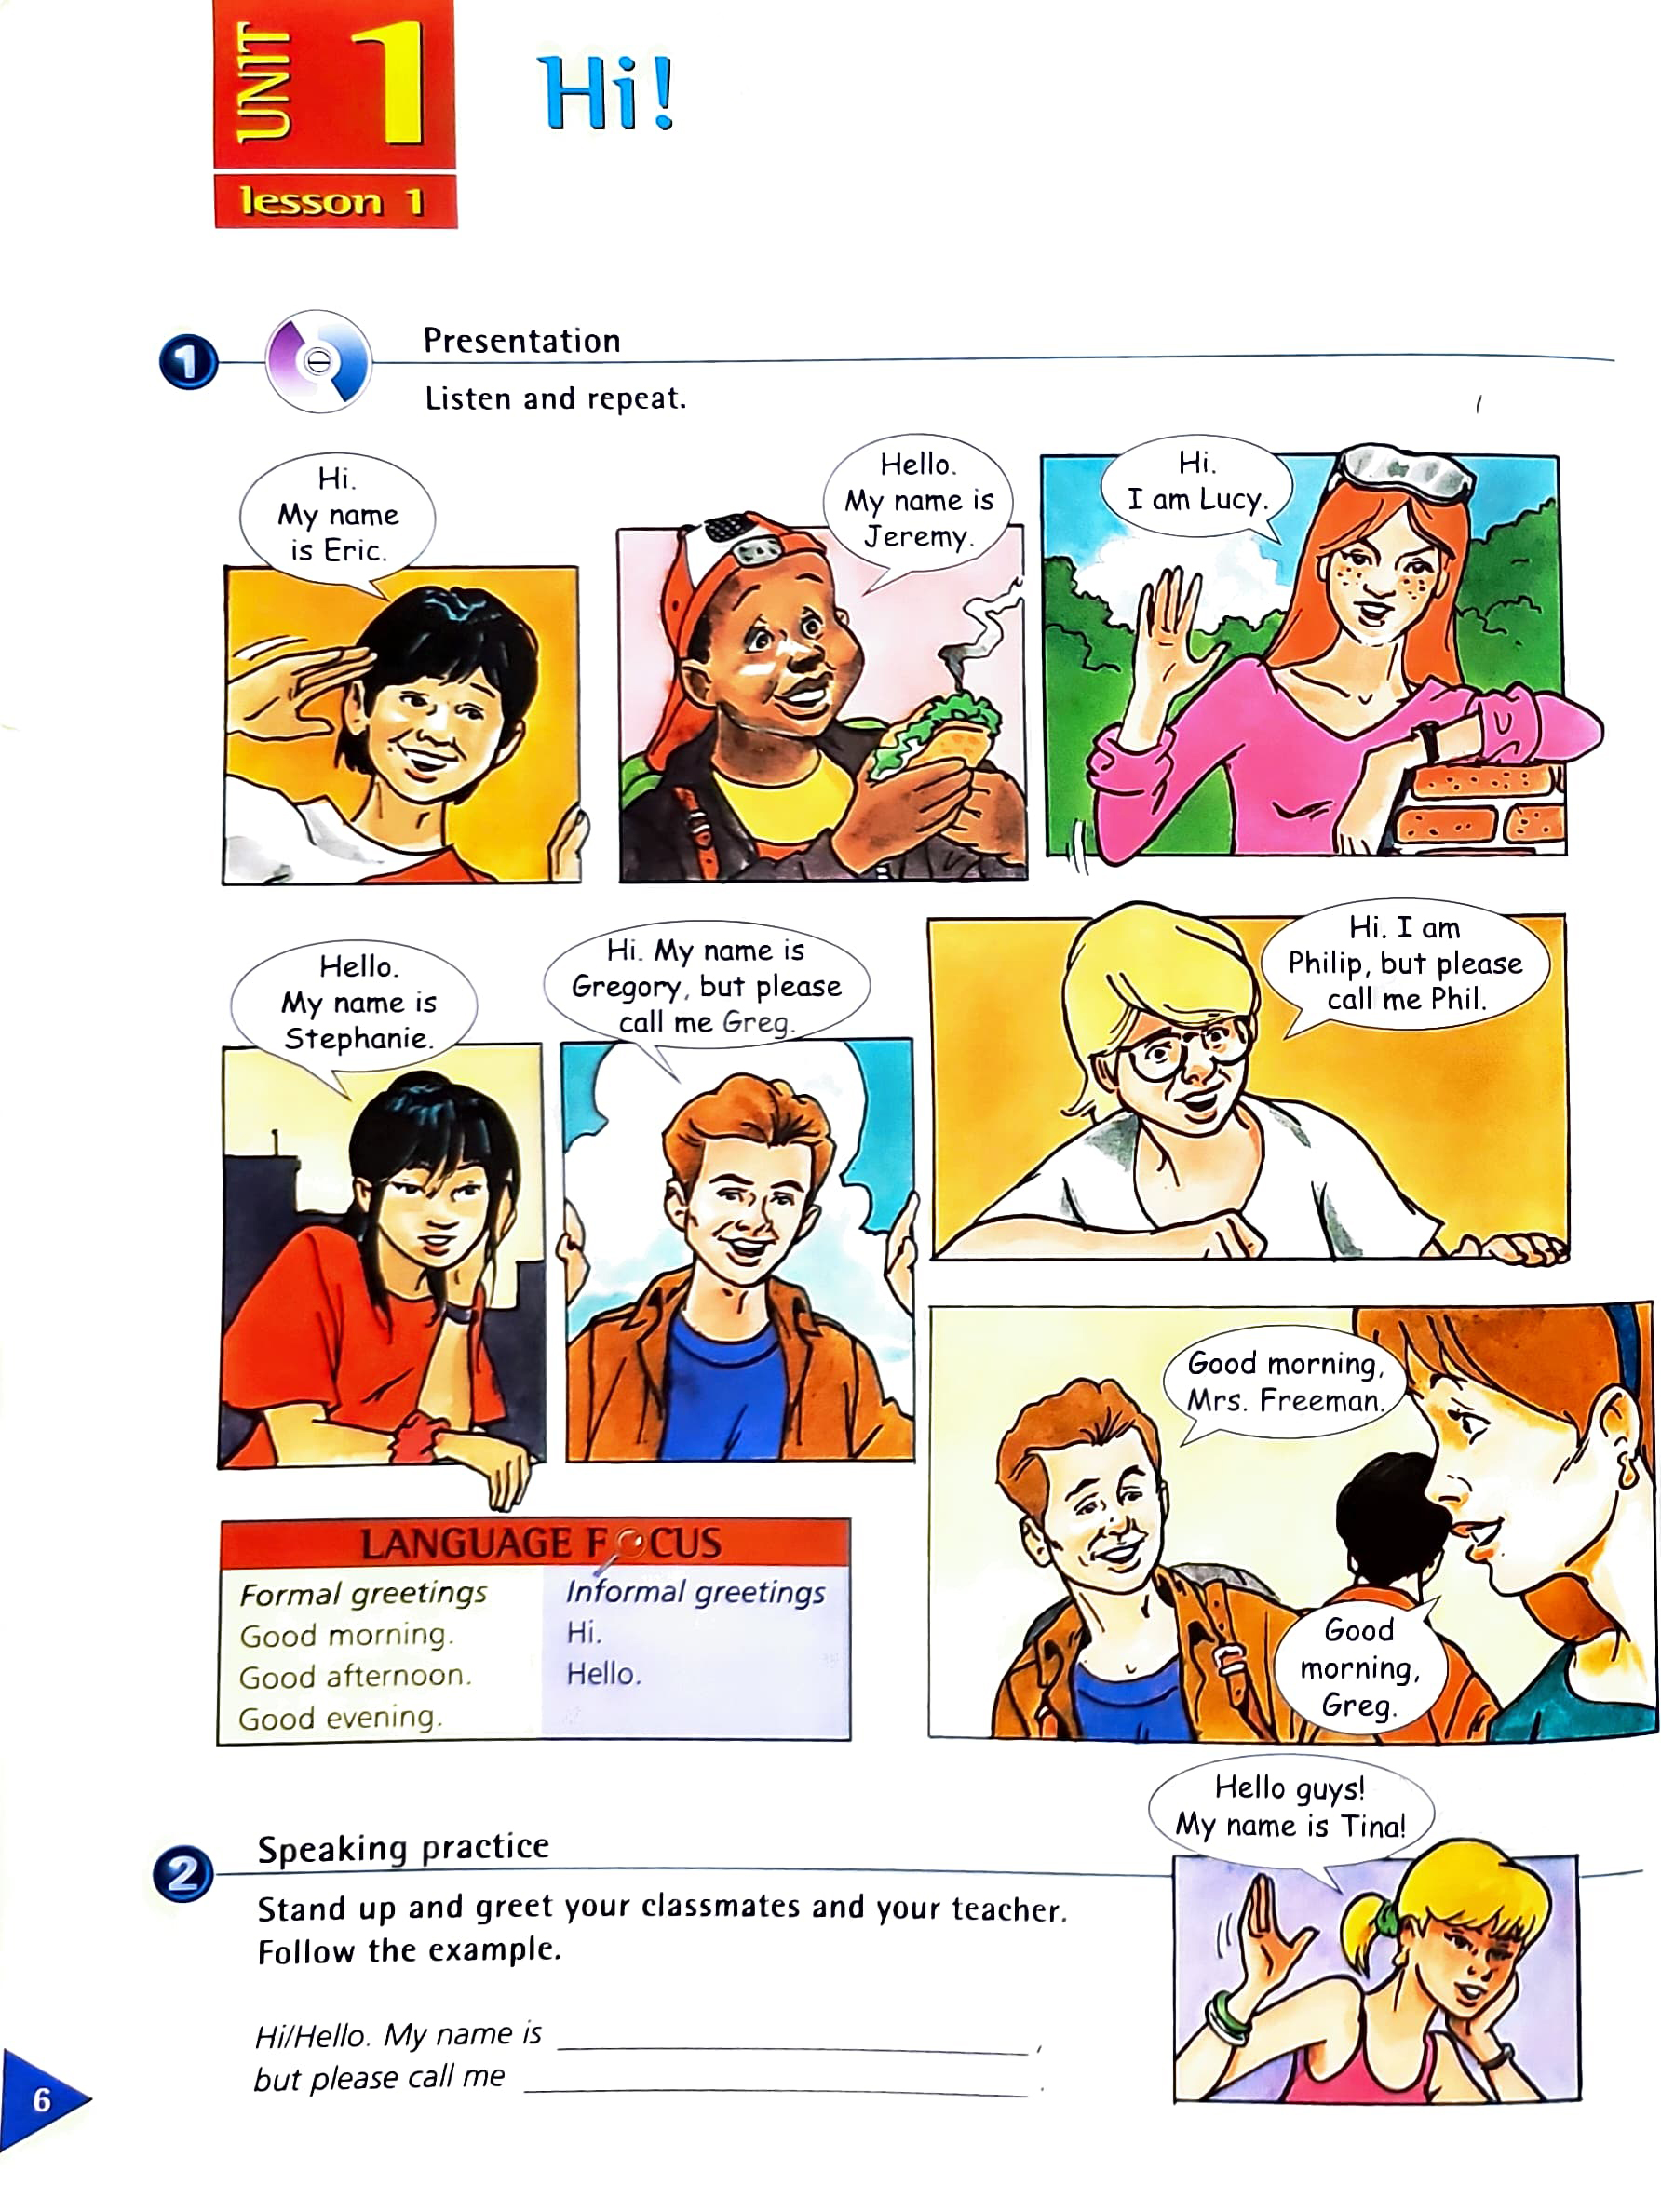 UNIT 1
Hi!
lesson 1
1
Presentation
Listen and repeat.
Hi.
My name
is Eric.
Hello.
My name is
Jeremy.
Hi.
I am Lucy.
Hello.
My name is
Stephanie.
Hi. My name is
Gregory, but please
call me Greg.
Hi. I am
Philip, but please
call me Phil.
Good morning,
Mrs. Freeman.
Good
morning,
Greg.
LANGUAGE FOCUS
Formal greetings
Good morning.
Good afternoon.
Good evening.
Informal greetings
Hi.
Hello.
Hello guys!
My name is Tina!
2
Speaking practice
Stand up and greet your classmates and your teacher.
Follow the example.
Hi/Hello. My name is ____________________,
but please call me ____________________.
6